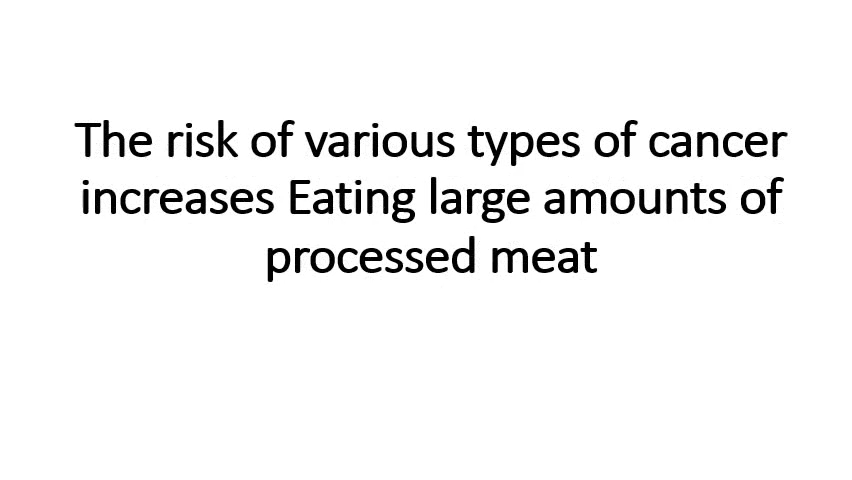 The risk of various types of cancer
increases Eating large amounts of
processed meat